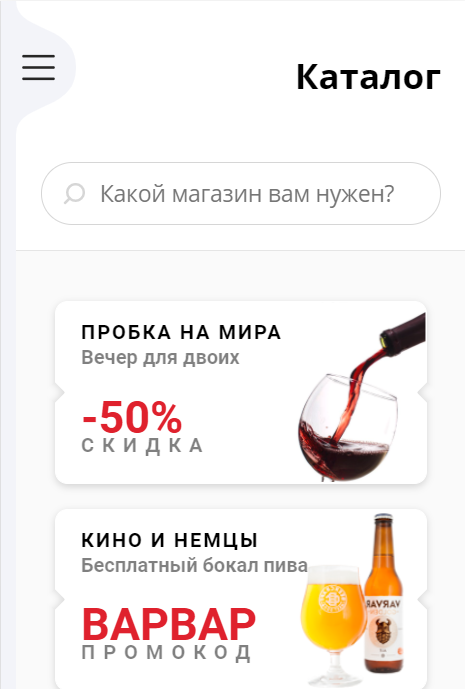 Каталог
Какой магазин вам нужен?
ПРОБКА НА МИРА
Вечер для двоих
-50%
СКИДКА
КИНО И НЕМЦЫ
Бесплатный бокал пива
ВАРВАР
ПРОМОКОД